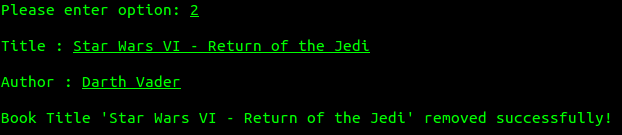 Please enter option: 2
Title : Star Wars VI - Return of the Jedi
Author : Darth Vader
Book Title 'Star Wars VI - Return of the Jedi' removed successfully!